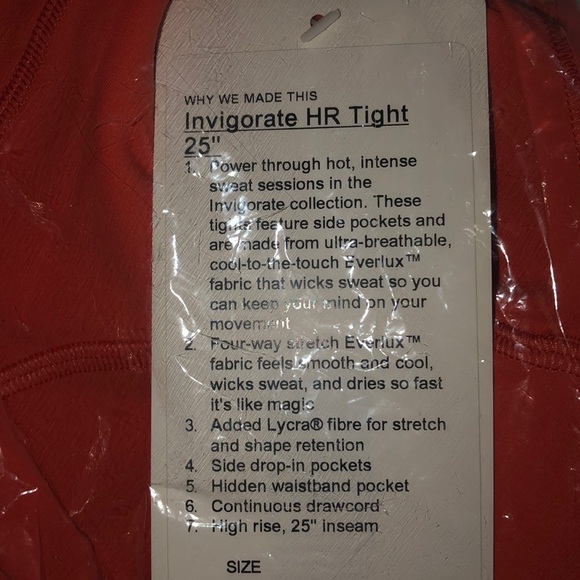 WHY WE MADE THIS
Invigorate HR Tight
25"
1. Power through hot, intense
sweat sessions in the
Invigorate collection. These
tights feature side pockets and
are made from ultra-breathable,
cool-to-the-touch Everlux™
fabric that wicks sweat so you
can keep your mind on your
movement
2. Four-way stretch Everlux™
fabric feels smooth and cool,
wicks sweat, and dries so fast
it's like magic
3. Added Lycra® fibre for stretch
and shape retention
4. Side drop-in pockets
5. Hidden waistband pocket
6. Continuous drawcord
7. High rise, 25" inseam
SIZE